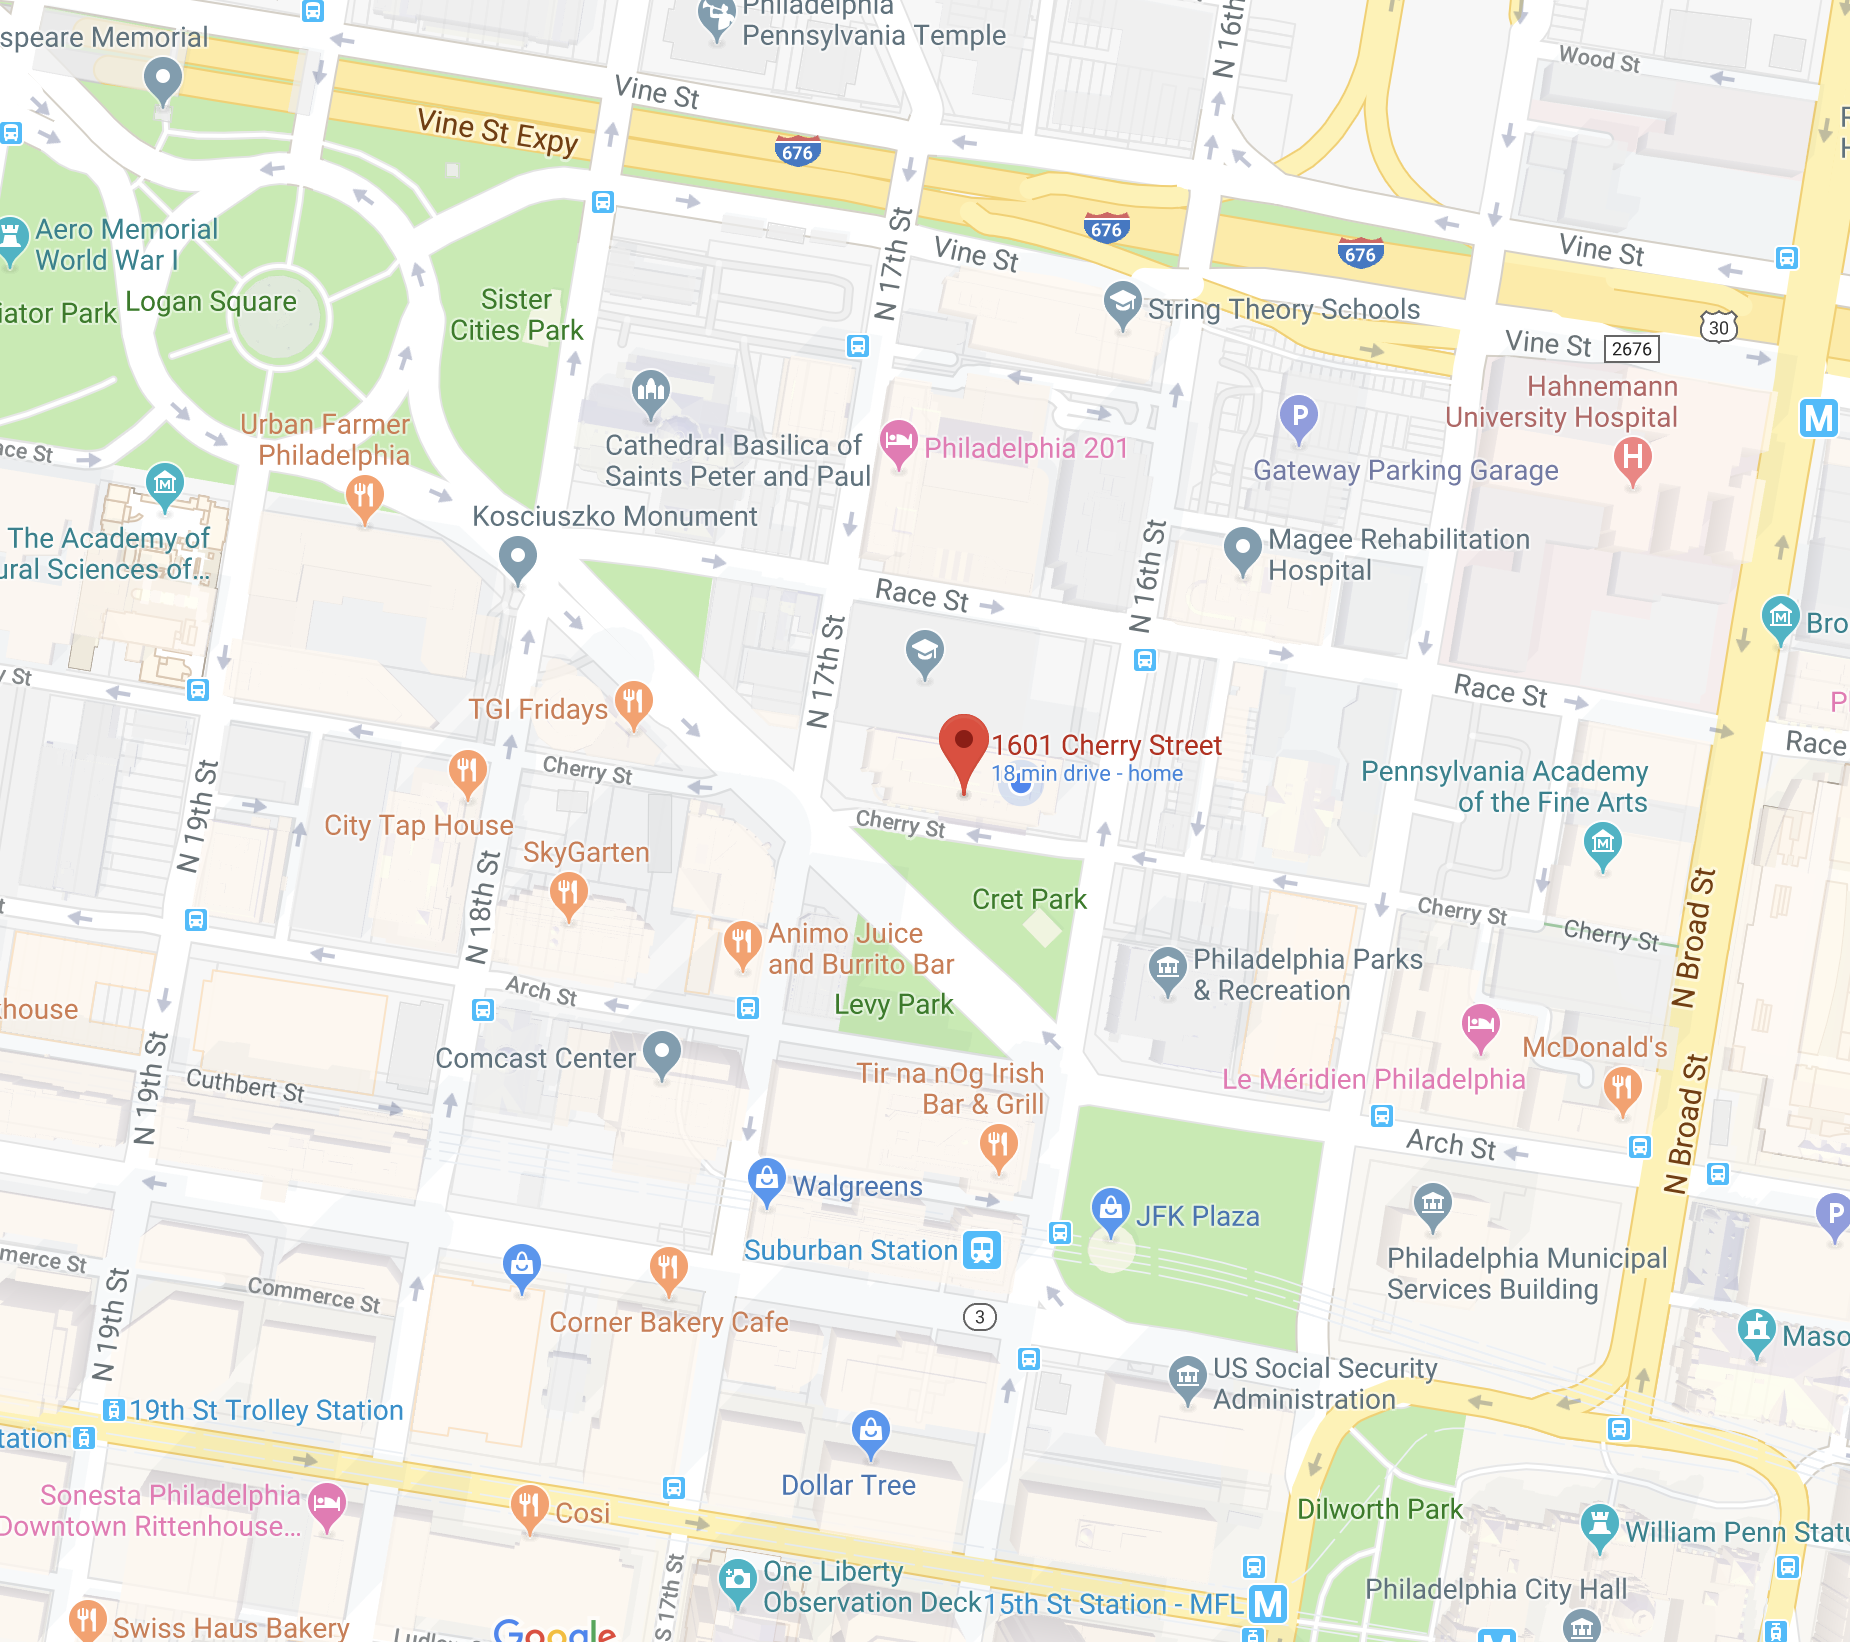 Philadelphia
Pennsylvania Temple
speare Memorial
N 16th
Wood St
Vine St
Vine St Expy
676
Aero Memorial
World War I
iator Park
Logan Square
Sister
Cities Park
N 17th St
Vine St
676
676
Vine St
String Theory Schools
30
Vine St
2676
Hahnemann
University Hospital
H
M
Urban Farmer
Philadelphia
ace St
Cathedral Basilica of
Saints Peter and Paul
Philadelphia 201
P
Gateway Parking Garage
Kosciuszko Monument
The Academy of
ural Sciences of...
N 16th St
Magee Rehabilitation
Hospital
Race St
Bro
y St
N 17th St
TGI Fridays
Race St
Race
1601 Cherry Street
18 min drive - home
Cherry St
Pennsylvania Academy
of the Fine Arts
N 19th St
City Tap House
Cherry St
SkyGarten
N 18th St
Cret Park
Cherry St
Cherry St
N Broad St
Animo Juice
and Burrito Bar
Philadelphia Parks
& Recreation
Arch St
Levy Park
khouse
Comcast Center
N 19th St
Cuthbert St
Tir na nOg Irish
Bar & Grill
Le Méridien Philadelphia
McDonald's
N Broad St
Arch St
Walgreens
JFK Plaza
P
Suburban Station
Philadelphia Municipal
Services Building
merce St
Commerce St
N 19th St
Corner Bakery Cafe
3
Maso
US Social Security
Administration
19th St Trolley Station
tation
Dollar Tree
Sonesta Philadelphia
Downtown Rittenhouse...
Cosi
Dilworth Park
William Penn Statu
One Liberty
Observation Deck
15th St Station - MFL
M
Philadelphia City Hall
S 17th St
Swiss Haus Bakery
Google